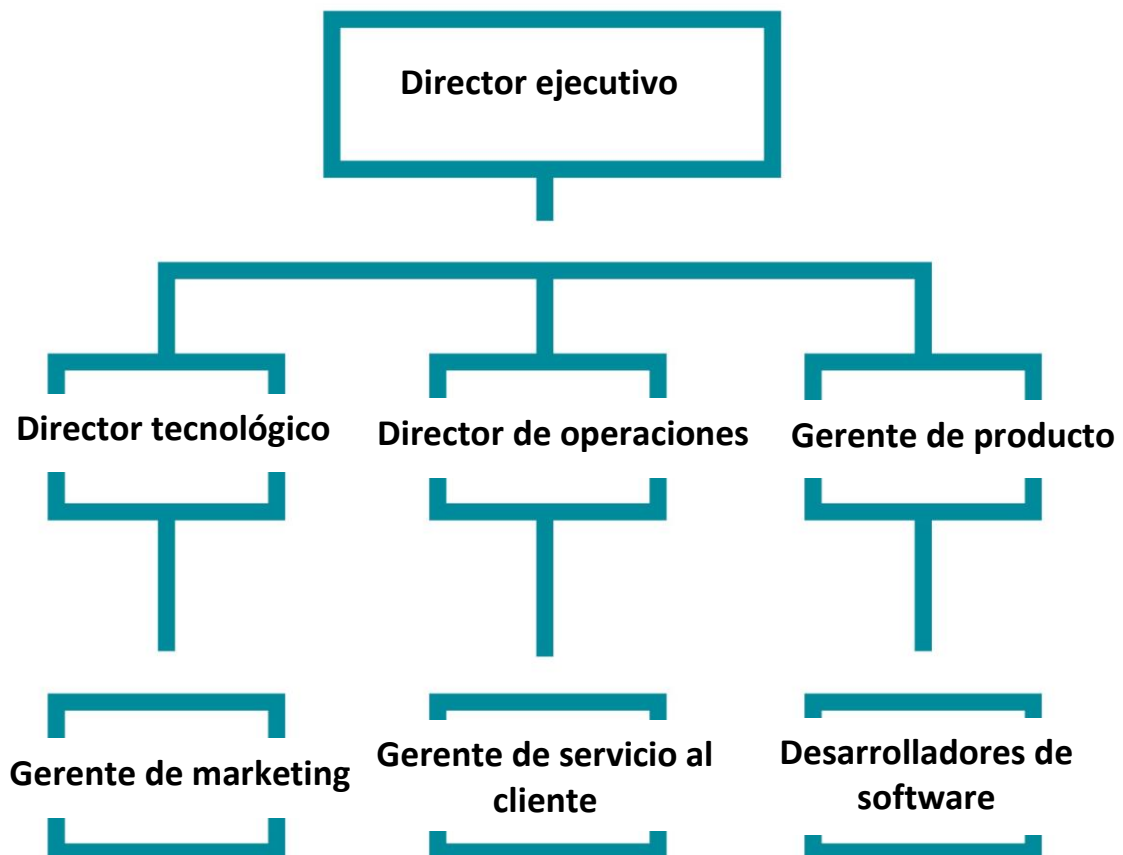 Director ejecutivo
Director tecnológico
Director de operaciones
Gerente de producto
Gerente de marketing
Gerente de servicio al
cliente
Desarrolladores de
software